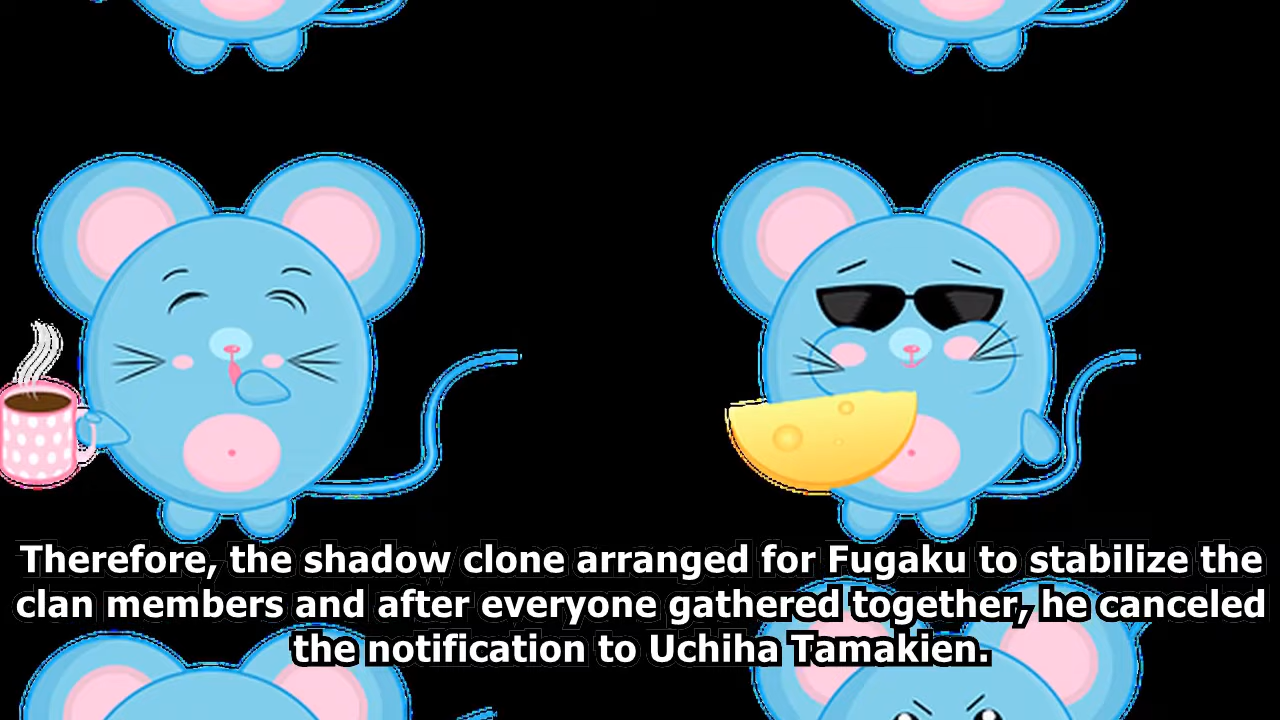 Therefore, the shadow clone arranged for Fugaku to stabilize the
clan members and after everyone gathered together, he canceled
the notification to Uchiha Tamakien.